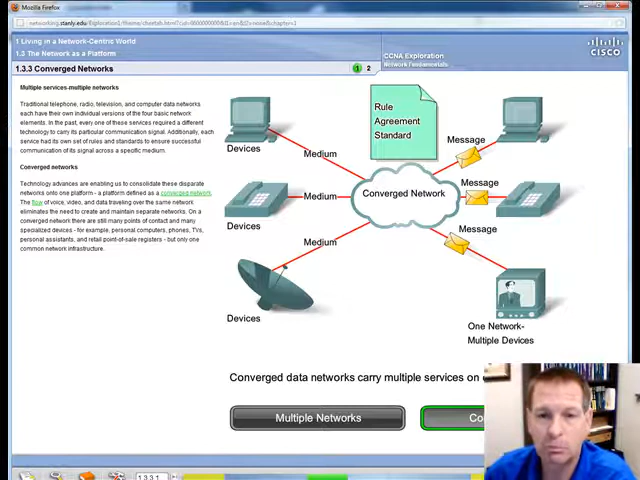 Mozilla Firefox
1 Living in a Network-Centric World
1.3 The Network as a Platform
CCNA Exploration
Network Fundamentals
CISCO
1.3.3 Converged Networks
1 2
Multiple services-multiple networks
Traditional telephone, radio, television, and computer data networks
each have their own individual versions of the four basic network
elements. In the past, every one of these services required a different
technology to carry its particular communication signal. Additionally, each
service had its own set of rules and standards to ensure successful
communication of its signal across a specific medium.
Converged networks
Technology advances are enabling us to consolidate these disparate
networks onto one platform - a platform defined as a converged network.
The flow of voice, video, and data traveling over the same network
eliminates the need to create and maintain separate networks. On a
converged network there are still many points of contact and many
specialized devices - for example, personal computers, phones, TVs,
personal assistants, and retail point-of-sale registers - but only one
common network infrastructure.
Rule
Agreement
Standard
Devices
Medium
Message
Devices
Medium
Converged Network
Message
Devices
Medium
Message
One Network-
Multiple Devices
Converged data networks carry multiple services on
Multiple Networks
Co
1.3.3.1